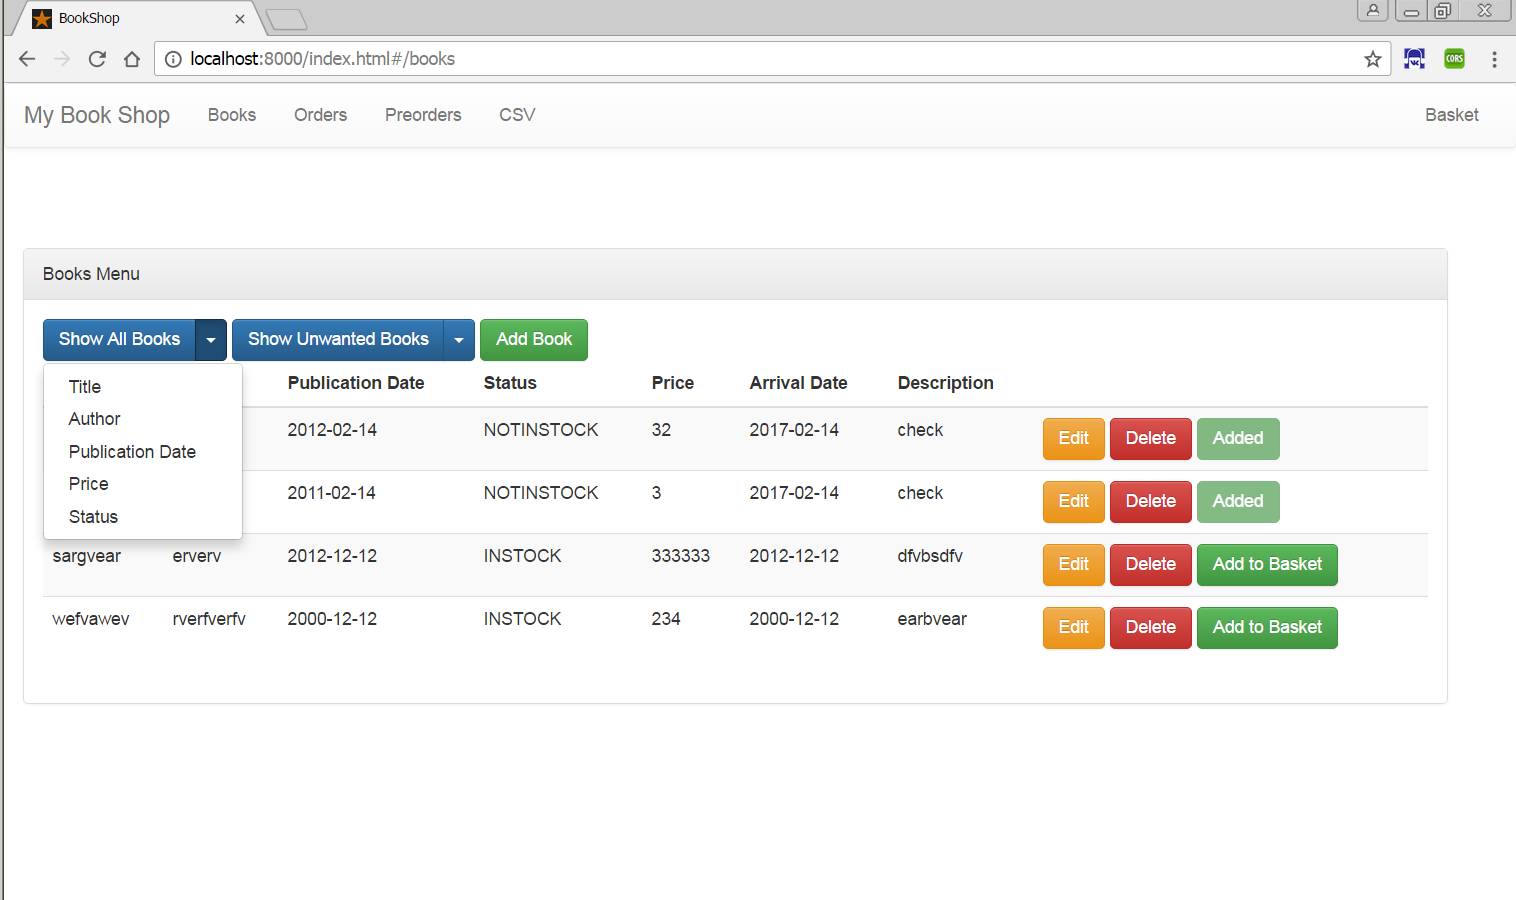 BookShop
localhost:8000/index.html#/books
CORS
My Book Shop Books Orders Preorders CSV Basket
Books Menu
Show All Books Show Unwanted Books Add Book
Title
Author
Publication Date
Price
Status
Publication Date Status Price Arrival Date Description
2012-02-14 NOTINSTOCK 32 2017-02-14 check Edit Delete Added
2011-02-14 NOTINSTOCK 3 2017-02-14 check Edit Delete Added
sargvear erverv 2012-12-12 INSTOCK 333333 2012-12-12 dfvbsdfv Edit Delete Add to Basket
wefvawev rverfverfv 2000-12-12 INSTOCK 234 2000-12-12 earbvear Edit Delete Add to Basket